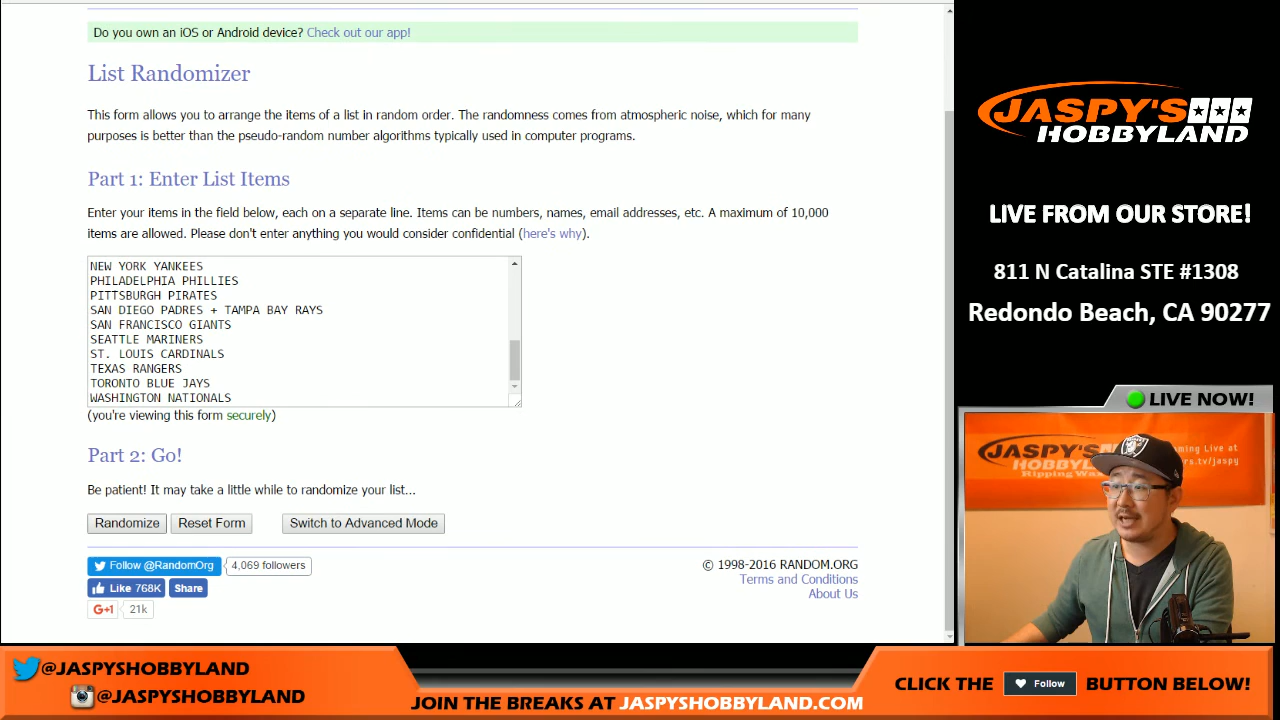 Do you own an iOS or Android device? Check out our app!
List Randomizer
This form allows you to arrange the items of a list in random order. The randomness comes from atmospheric noise, which for many
purposes is better than the pseudo-random number algorithms typically used in computer programs.
Part 1: Enter List Items
Enter your items in the field below, each on a separate line. Items can be numbers, names, email addresses, etc. A maximum of 10,000
items are allowed. Please don't enter anything you would consider confidential (here's why).
NEW YORK YANKEES
PHILADELPHIA PHILLIES
PITTSBURGH PIRATES
SAN DIEGO PADRES + TAMPA BAY RAYS
SAN FRANCISCO GIANTS
SEATTLE MARINERS
ST. LOUIS CARDINALS
TEXAS RANGERS
TORONTO BLUE JAYS
WASHINGTON NATIONALS
(you're viewing this form securely)
Part 2: Go!
Be patient! It may take a little while to randomize your list...
Randomize Reset Form Switch to Advanced Mode
Follow @RandomOrg 4,069 followers
Like 768K Share
G+1 21k
© 1998-2016 RANDOM.ORG
Terms and Conditions
About Us
JASPY'S
HOBBYLAND
LIVE FROM OUR STORE!
811 N Catalina STE #1308
Redondo Beach, CA 90277
LIVE NOW!
JASPY'S
HOBBYLAND
Ripping Wax
Live at
@JASPYSHOBBYLAND
@JASPYSHOBBYLAND
JOIN THE BREAKS AT JASPYSHOBBYLAND.COM
CLICK THE Follow BUTTON BELOW!